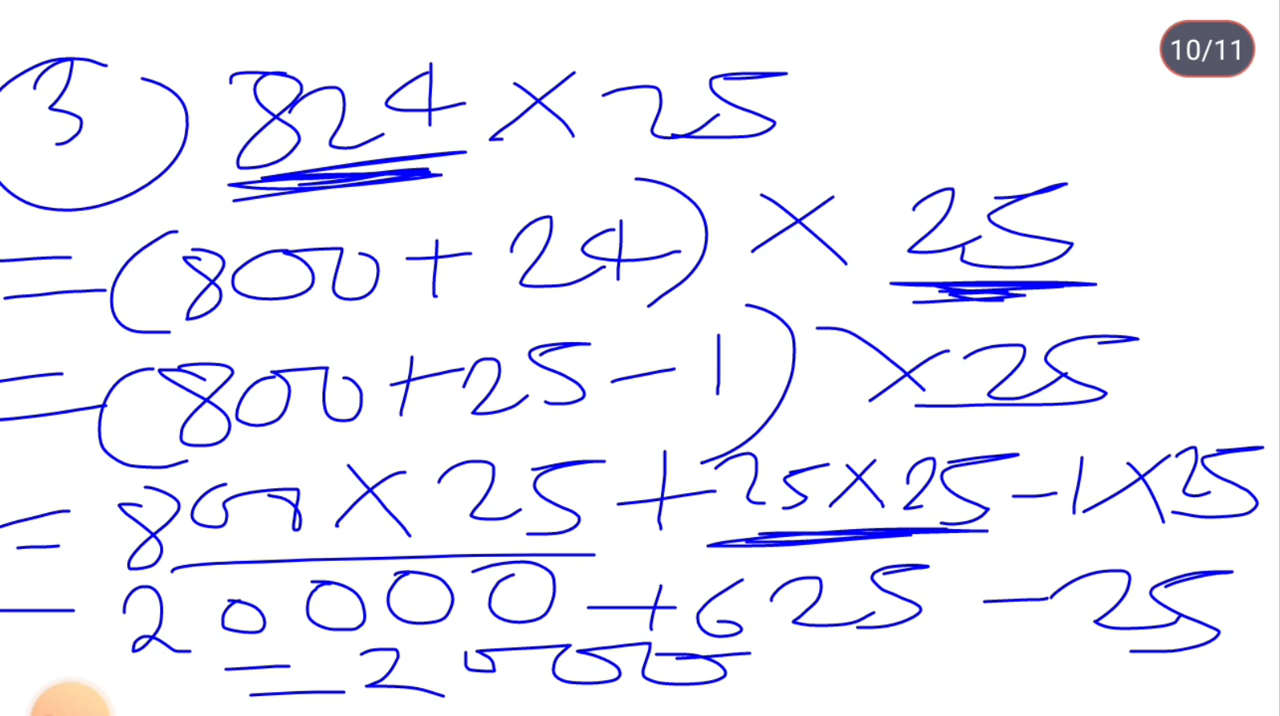 10/11
3) 824 × 25
= (800 + 24) × 25
= (800 + 25 - 1) × 25
= 800 × 25 + 25 × 25 - 1 × 25
- 20000 + 625 - 25
= 20000